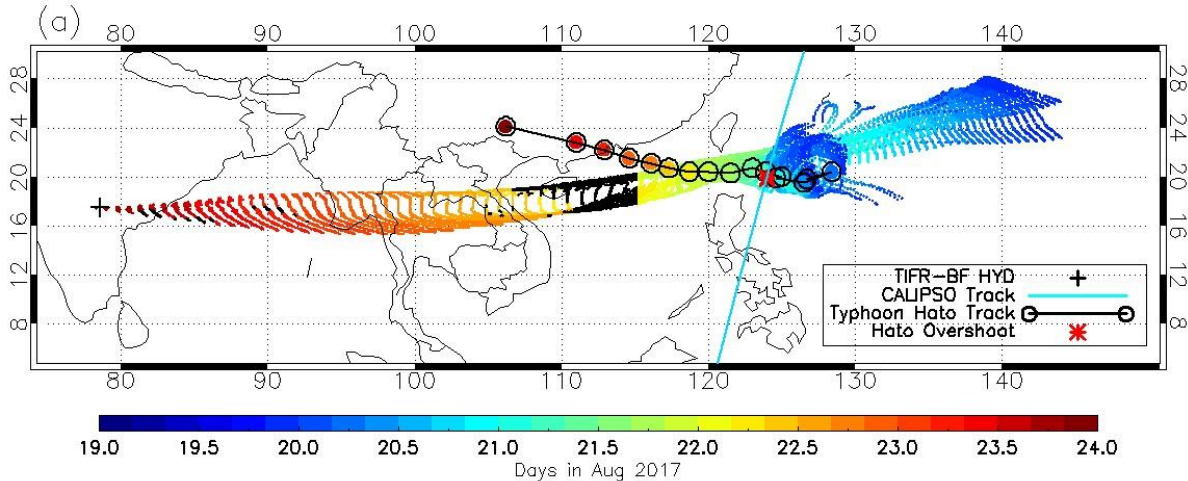 (a)
80 90 100 110 120 130 140
28 28
24 24
20 20
16 16
12 12
8 8
TIFR-BF HYD
CALIPSO Track
Typhoon Hato Track
Hato Overshoot
80 90 100 110 120 130 140
19.0 19.5 20.0 20.5 21.0 21.5 22.0 22.5 23.0 23.5 24.0
Days in Aug 2017